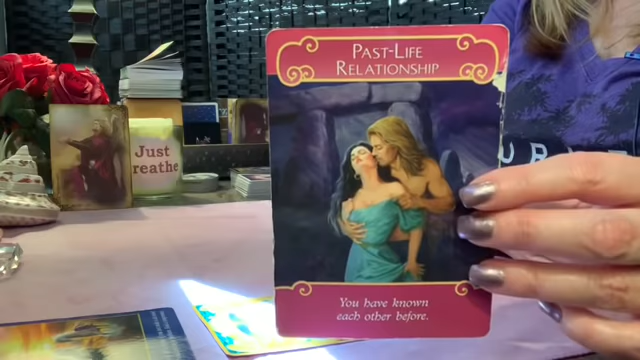 Past-Life
Relationship
Just
reathe
You have known
each other before.